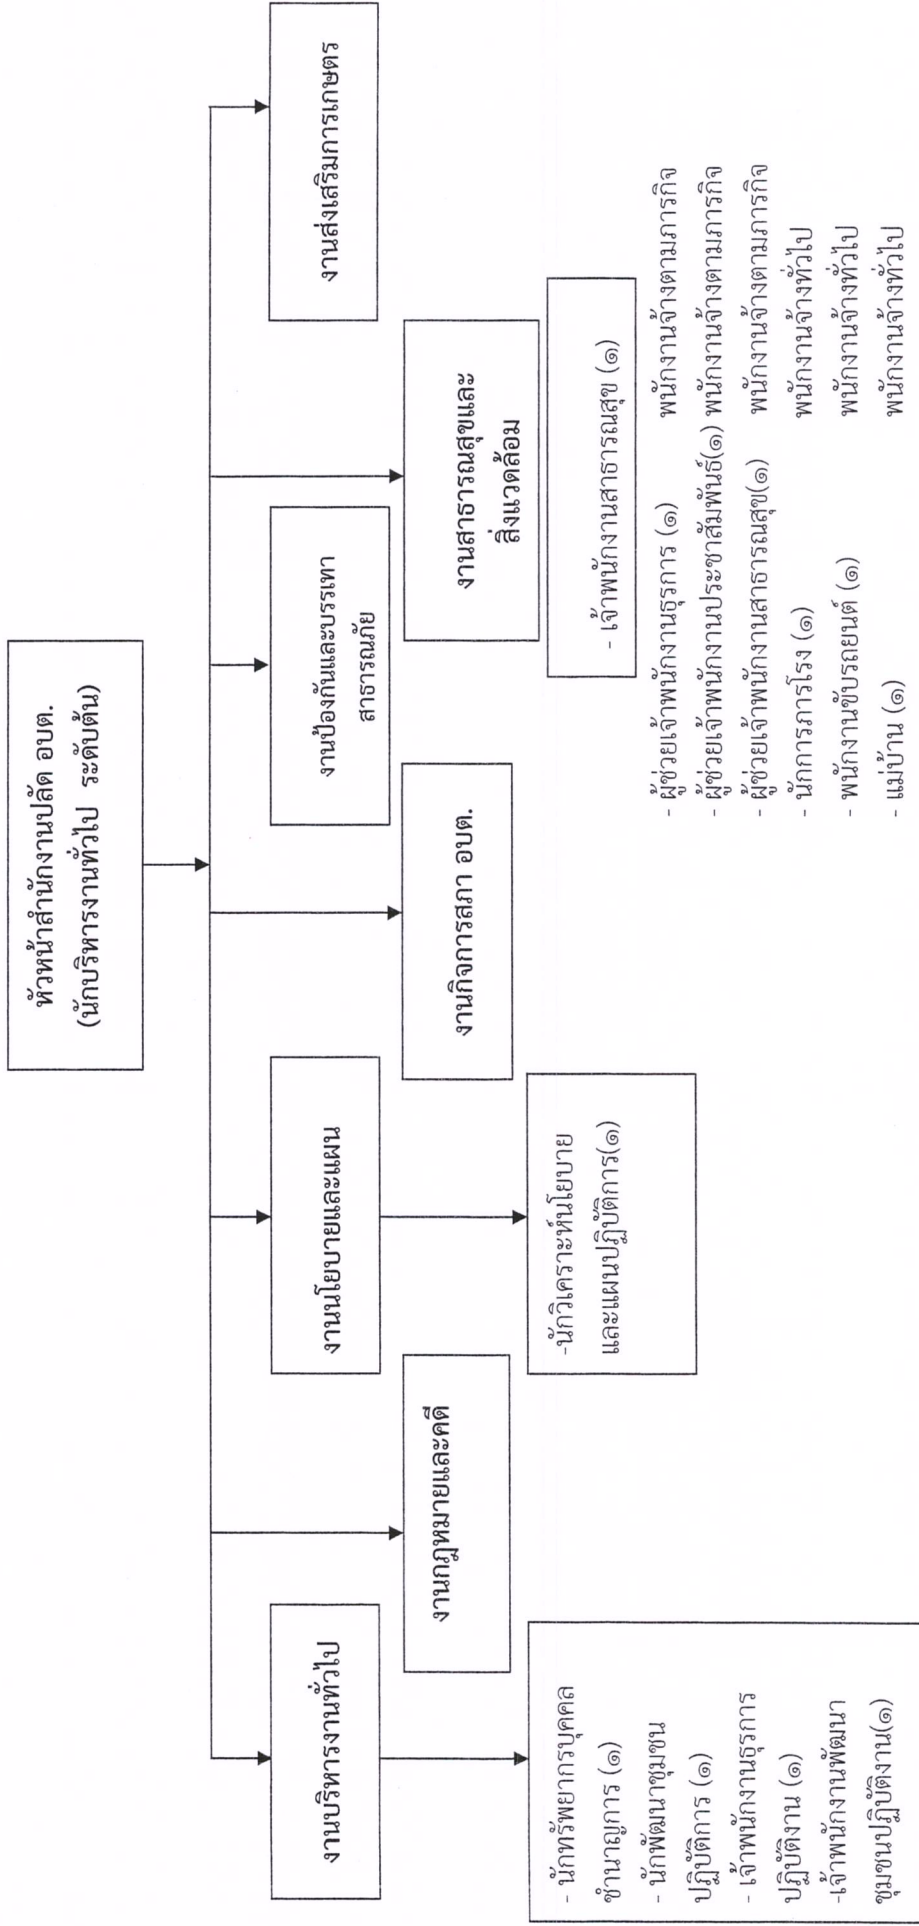 หัวหน้าสำนักงานปลัด อบต.
(นักบริหารงานทั่วไป ระดับต้น)
งานบริหารงานทั่วไป
งานกฎหมายและคดี
งานนโยบายและแผน
งานกิจการสภา อบต.
งานป้องกันและบรรเทา
สาธารณภัย
งานสาธารณสุขและ
สิ่งแวดล้อม
งานส่งเสริมการเกษตร
- นักทรัพยากรบุคคล
ชำนาญการ (๑)
- นักพัฒนาชุมชน
ปฏิบัติการ (๑)
- เจ้าพนักงานธุรการ
ปฏิบัติงาน (๑)
-เจ้าพนักงานพัฒนา
ชุมชนปฏิบัติงาน(๑)
-นักวิเคราะห์นโยบาย
และแผนปฏิบัติการ(๑)
- เจ้าพนักงานสาธารณสุข (๑)
- ผู้ช่วยเจ้าพนักงานธุรการ (๑) พนักงานจ้างตามภารกิจ
- ผู้ช่วยเจ้าพนักงานประชาสัมพันธ์(๑) พนักงานจ้างตามภารกิจ
- ผู้ช่วยเจ้าพนักงานสาธารณสุข(๑) พนักงานจ้างตามภารกิจ
- นักการภารโรง (๑) พนักงานจ้างทั่วไป
- พนักงานขับรถยนต์ (๑) พนักงานจ้างทั่วไป
- แม่บ้าน (๑) พนักงานจ้างทั่วไป